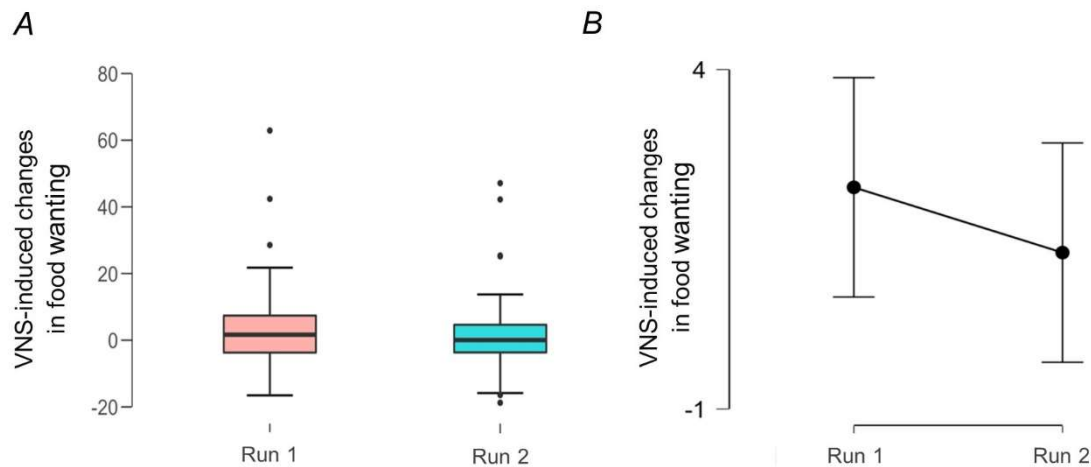 A
VNS-induced changes
in food wanting
80
60
40
20
0
-20
Run 1
Run 2
B
VNS-induced changes
in food wanting
4
-1
Run 1
Run 2